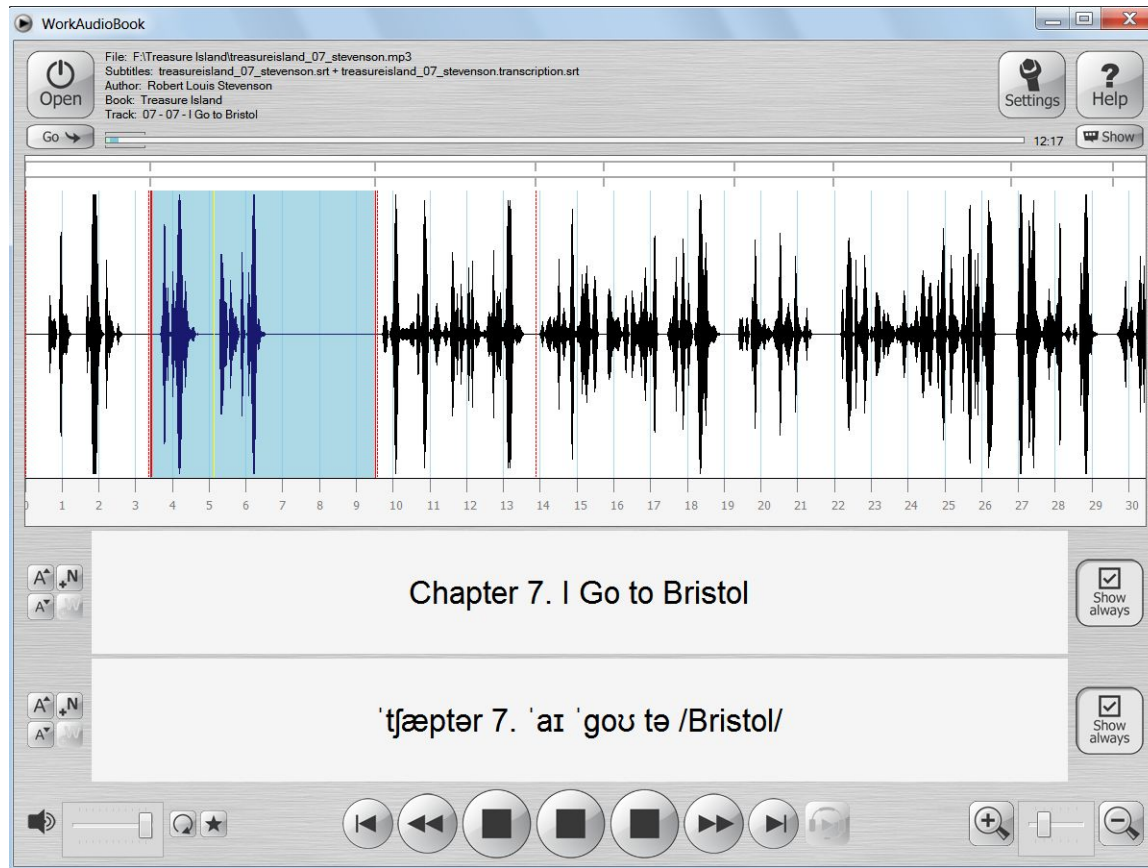 WorkAudioBook
File: F:\Treasure Island\treasureisland_07_stevenson.mp3
Subtitles: treasureisland_07_stevenson.srt + treasureisland_07_stevenson.transcription.srt
Author: Robert Louis Stevenson
Book: Treasure Island
Track: 07 - 07 - I Go to Bristol
Open
Settings
? Help
Go
12:17
Show
0 1 2 3 4 5 6 7 8 9 10 11 12 13 14 15 16 17 18 19 20 21 22 23 24 25 26 27 28 29 30
A +N
A W
Chapter 7. I Go to Bristol
Show always
A +N
A W
ˈtʃæptər 7. ˈaɪ ˈgoʊ tə /Bristol/
Show always